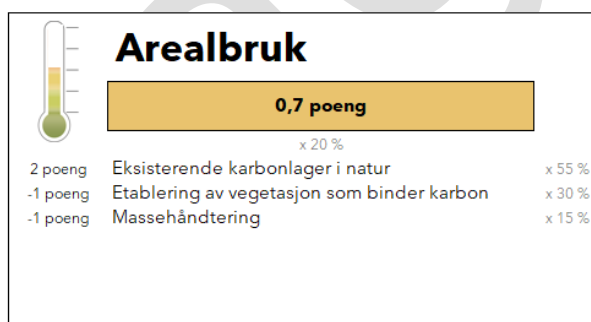 Arealbruk
0,7 poeng
x 20 %
2 poeng Eksisterende karbonlager i natur x 55 %
-1 poeng Etablering av vegetasjon som binder karbon x 30 %
-1 poeng Massehåndtering x 15 %